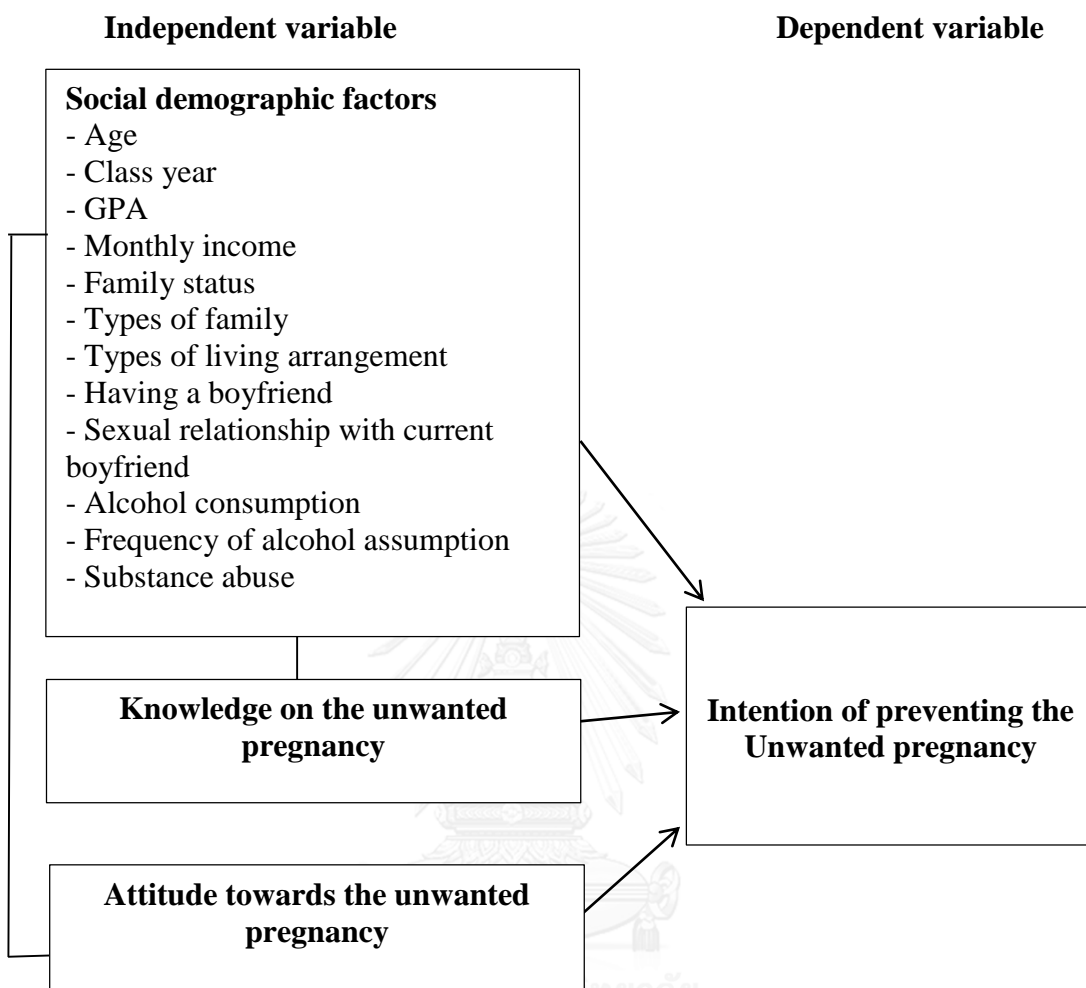 Independent variable
Dependent variable
Social demographic factors
- Age
- Class year
- GPA
- Monthly income
- Family status
- Types of family
- Types of living arrangement
- Having a boyfriend
- Sexual relationship with current
boyfriend
- Alcohol consumption
- Frequency of alcohol assumption
- Substance abuse
Knowledge on the unwanted
pregnancy
Intention of preventing the
Unwanted pregnancy
Attitude towards the unwanted
pregnancy